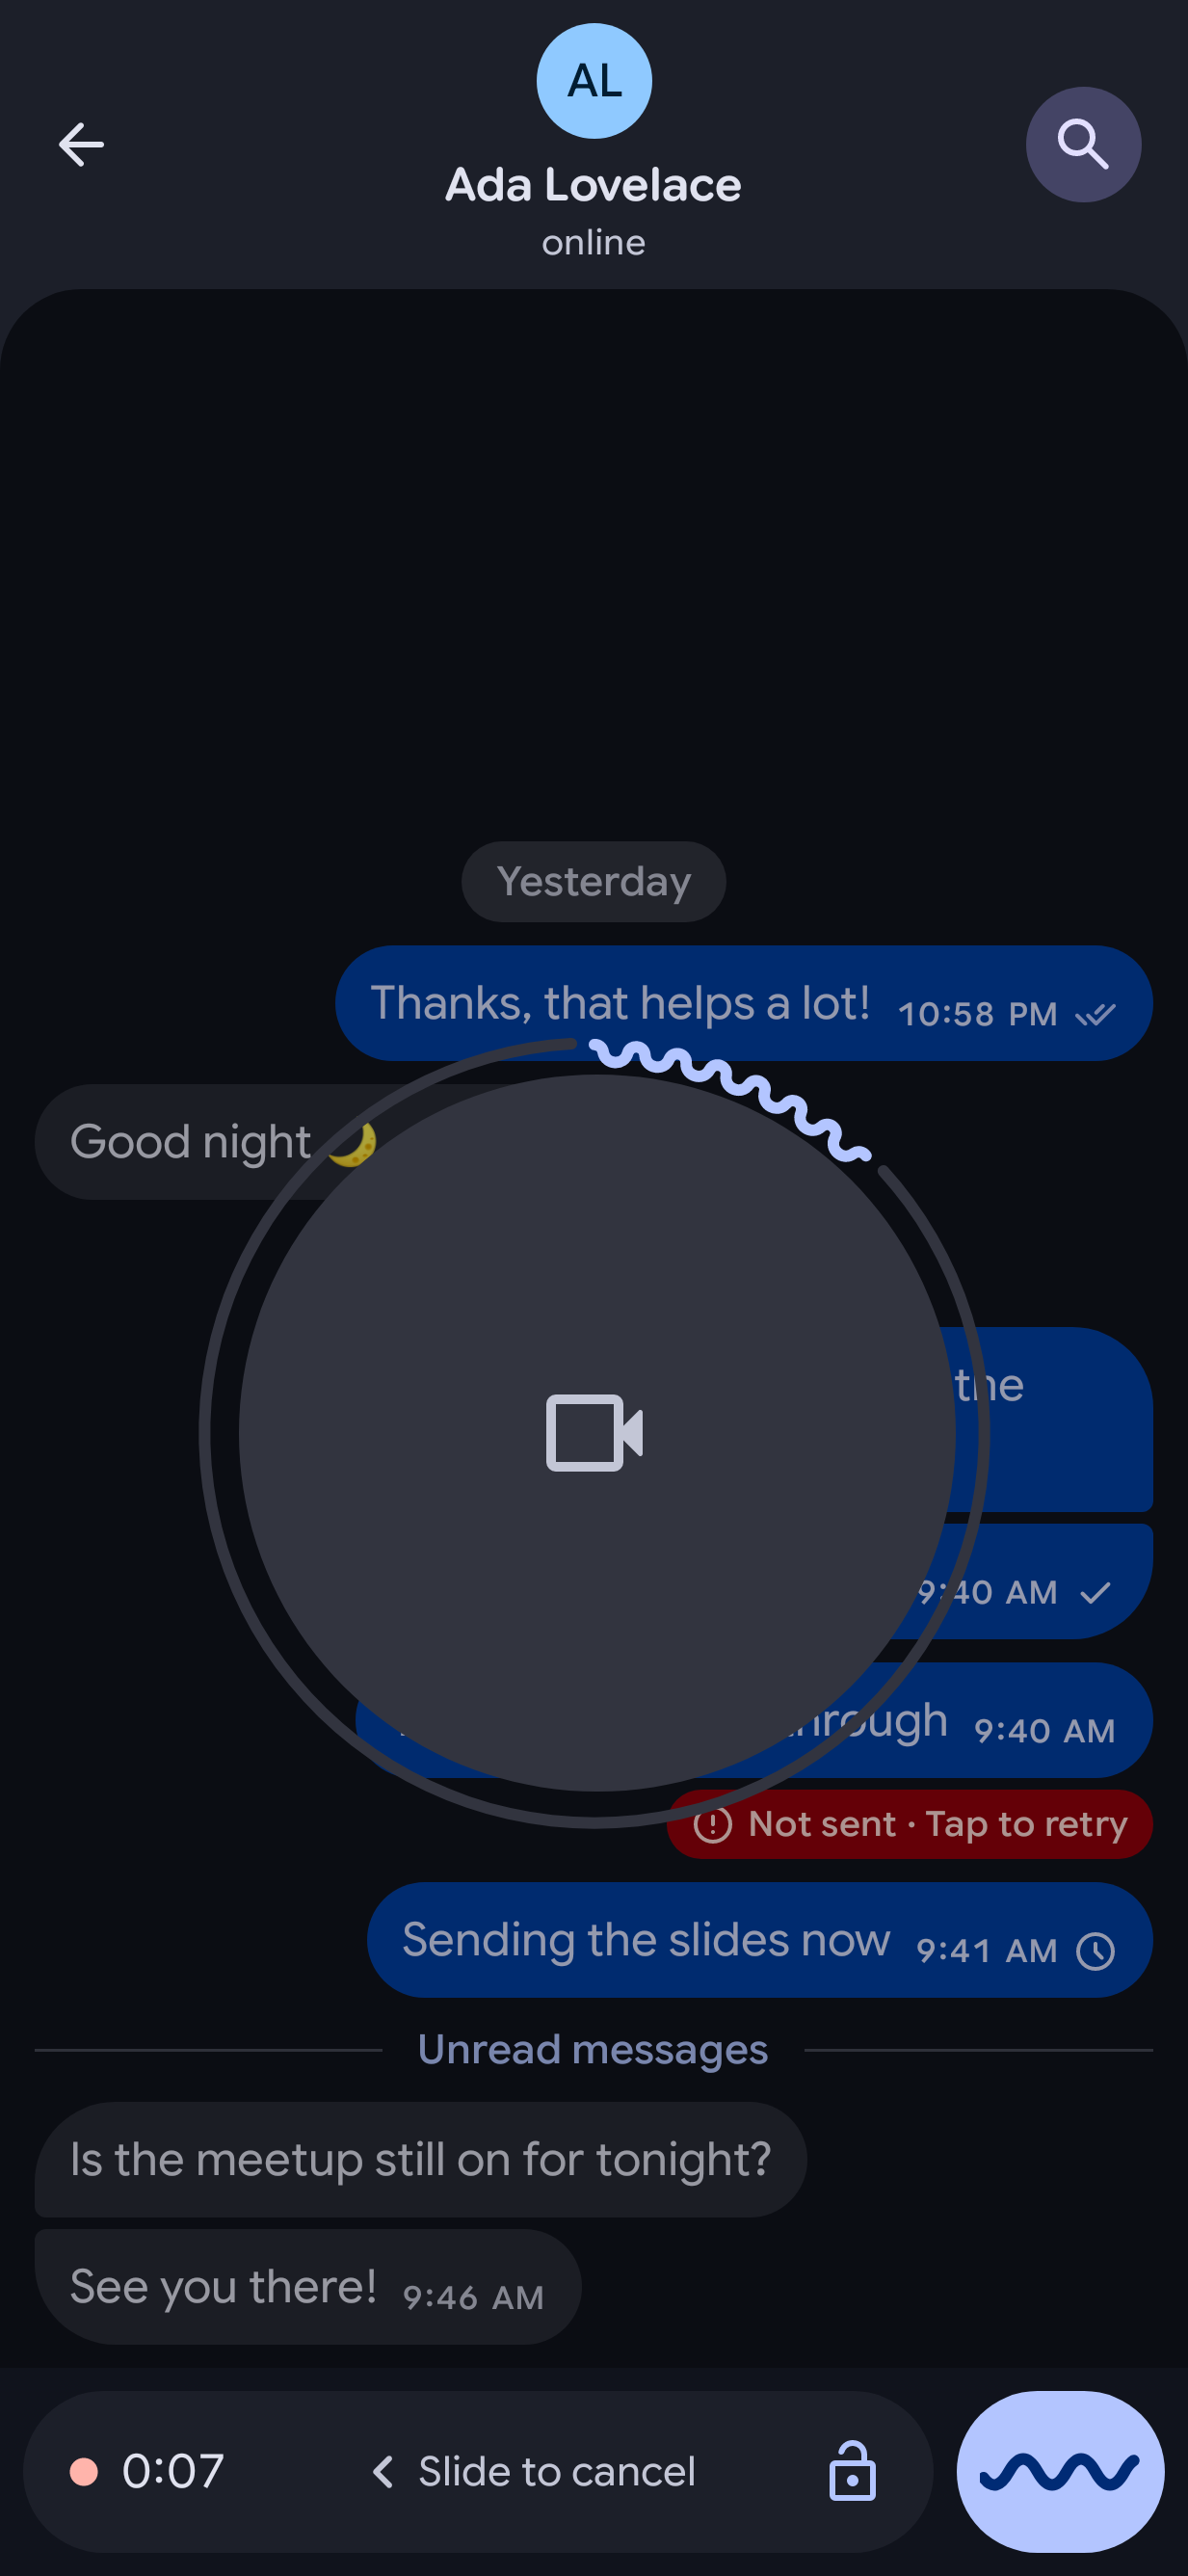 AL
Ada Lovelace
online
Yesterday
Thanks, that helps a lot! 10:58 PM
Good night 🌙
the
9:40 AM
9:40 AM
Not sent · Tap to retry
Sending the slides now 9:41 AM
Unread messages
Is the meetup still on for tonight?
See you there! 9:46 AM
0:07 Slide to cancel